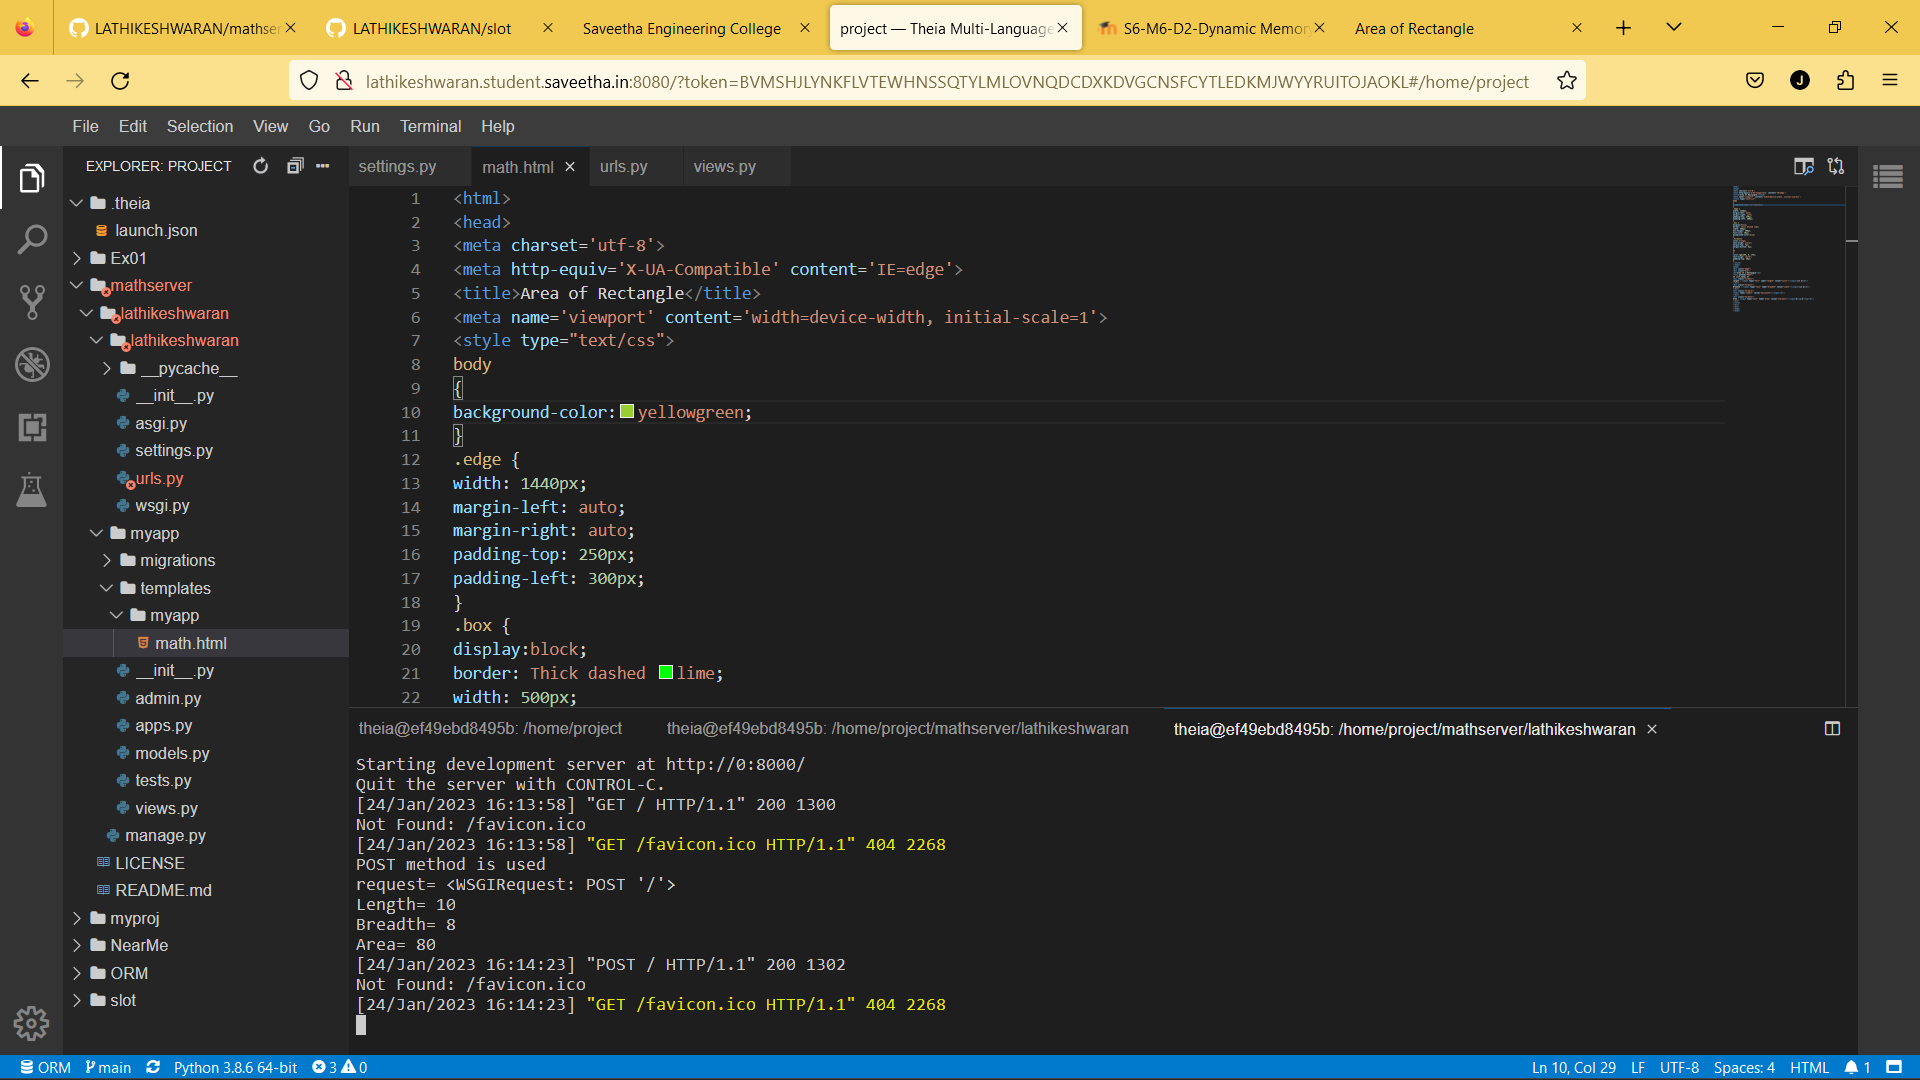 LATHIKESHWARAN/mathser
LATHIKESHWARAN/slot
Saveetha Engineering College
project — Theia Multi-Language
S6-M6-D2-Dynamic Memor
Area of Rectangle
lathikeshwaran.student.saveetha.in:8080/?token=BVMSHJLYNKFLVTEWHNSSQTYLMLOVNQDCDXKDVGCNSFCYTLEDKMJWYYRUITOJAOKL#/home/project
J
File Edit Selection View Go Run Terminal Help
EXPLORER: PROJECT
.theia
launch.json
Ex01
mathserver
lathikeshwaran
lathikeshwaran
__pycache__
__init__.py
asgi.py
settings.py
urls.py
wsgi.py
myapp
migrations
templates
myapp
math.html
__init__.py
admin.py
apps.py
models.py
tests.py
views.py
manage.py
LICENSE
README.md
myproj
NearMe
ORM
slot
settings.py math.html urls.py views.py
1 <html>
2 <head>
3 <meta charset='utf-8'>
4 <meta http-equiv='X-UA-Compatible' content='IE=edge'>
5 <title>Area of Rectangle</title>
6 <meta name='viewport' content='width=device-width, initial-scale=1'>
7 <style type="text/css">
8 body
9 {
10 background-color: yellowgreen;
11 }
12 .edge {
13 width: 1440px;
14 margin-left: auto;
15 margin-right: auto;
16 padding-top: 250px;
17 padding-left: 300px;
18 }
19 .box {
20 display:block;
21 border: Thick dashed lime;
22 width: 500px;
theia@ef49ebd8495b: /home/project
theia@ef49ebd8495b: /home/project/mathserver/lathikeshwaran
theia@ef49ebd8495b: /home/project/mathserver/lathikeshwaran
Starting development server at http://0:8000/
Quit the server with CONTROL-C.
[24/Jan/2023 16:13:58] "GET / HTTP/1.1" 200 1300
Not Found: /favicon.ico
[24/Jan/2023 16:13:58] "GET /favicon.ico HTTP/1.1" 404 2268
POST method is used
request= <WSGIRequest: POST '/'>
Length= 10
Breadth= 8
Area= 80
[24/Jan/2023 16:14:23] "POST / HTTP/1.1" 200 1302
Not Found: /favicon.ico
[24/Jan/2023 16:14:23] "GET /favicon.ico HTTP/1.1" 404 2268
ORM main Python 3.8.6 64-bit 3 0
Ln 10, Col 29 LF UTF-8 Spaces: 4 HTML 1